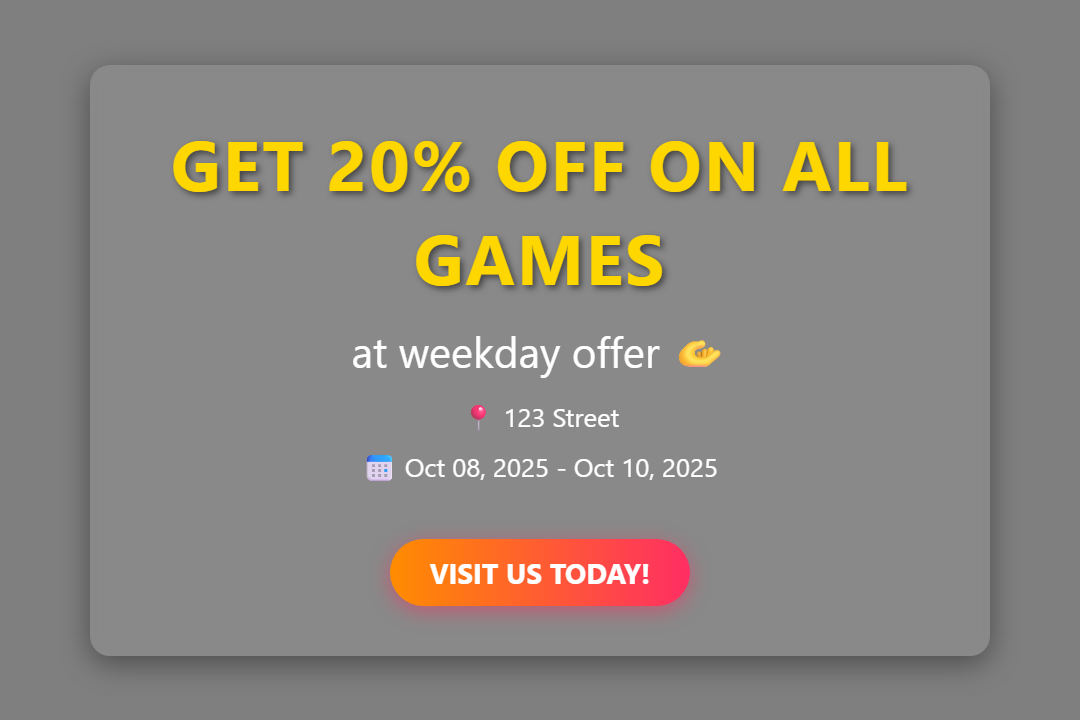 GET 20% OFF ON ALL
GAMES
at weekday offer 🫴
📍 123 Street
📅 Oct 08, 2025 - Oct 10, 2025
VISIT US TODAY!